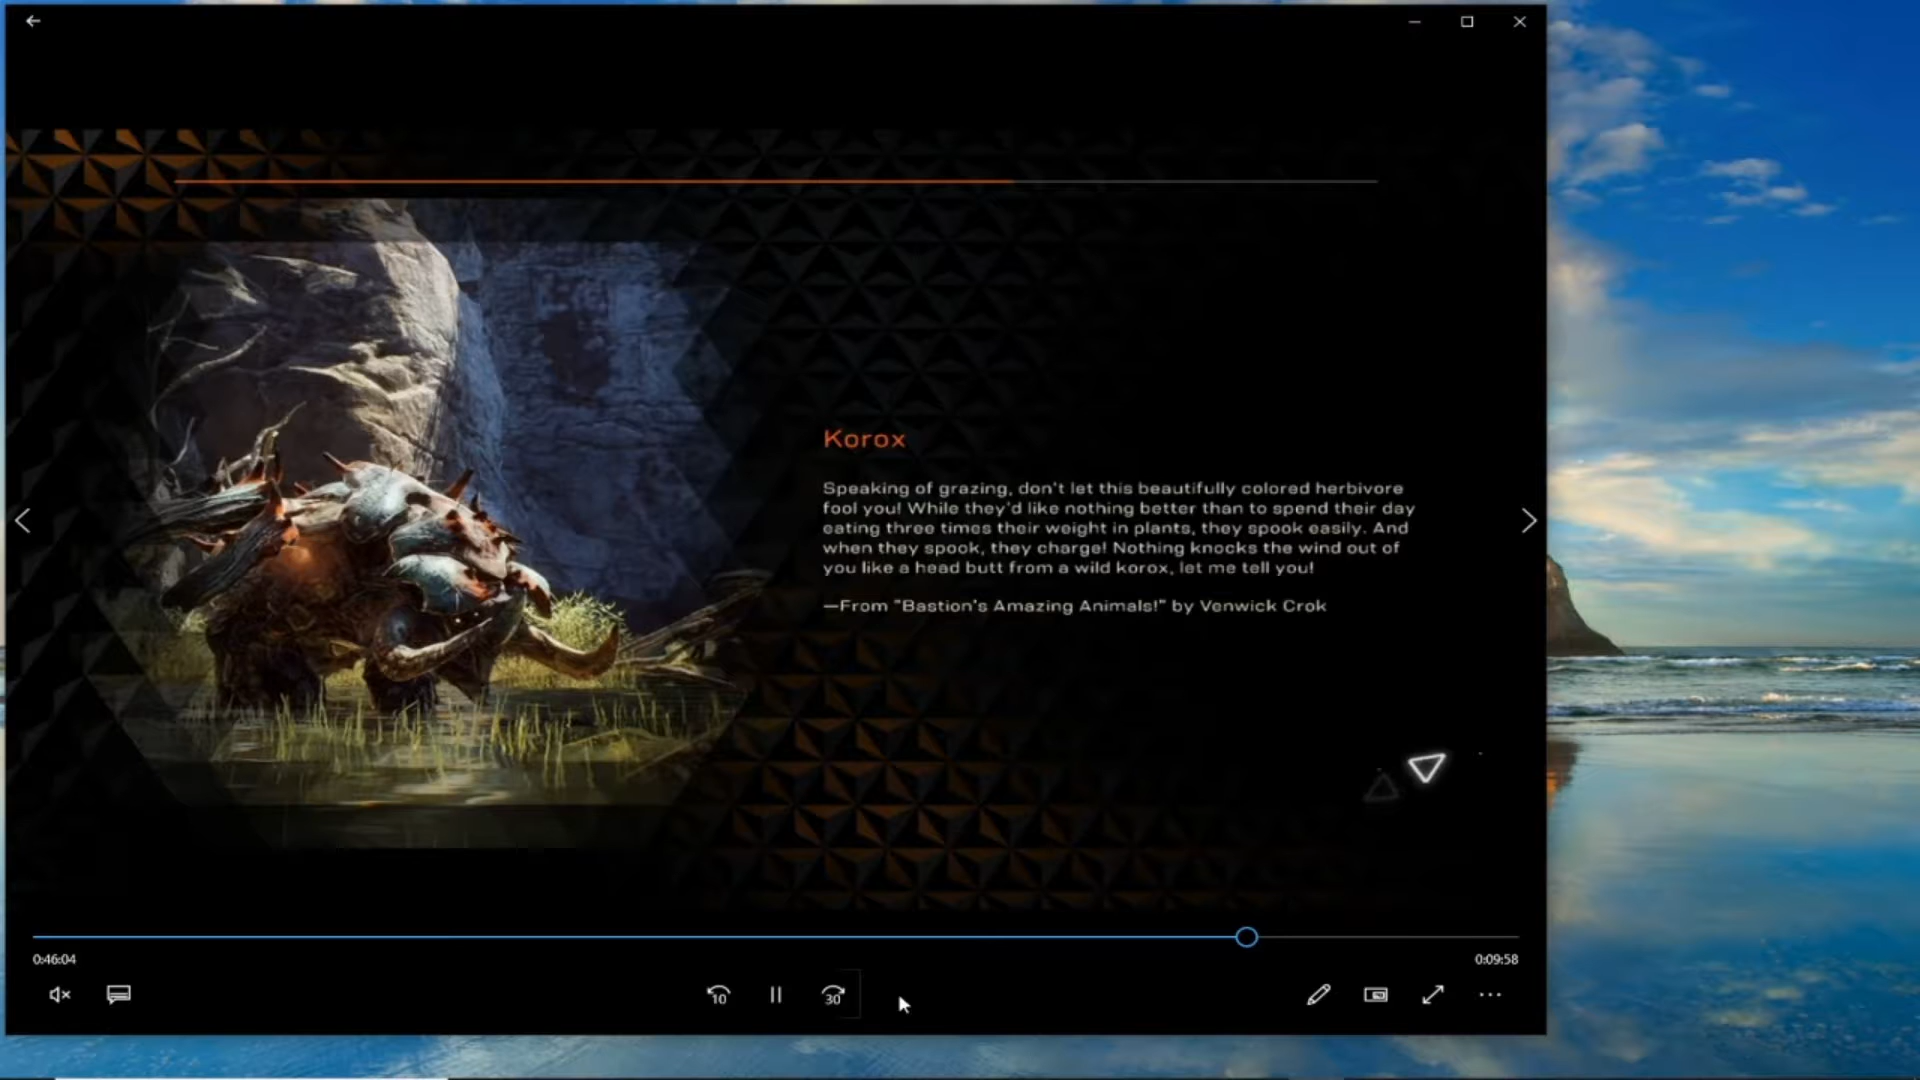 Korox
Speaking of grazing, don't let this beautifully colored herbivore
fool you! While they'd like nothing better than to spend their day
eating three times their weight in plants, they spook easily. And
when they spook, they charge! Nothing knocks the wind out of
you like a head butt from a wild korox, let me tell you!
—From "Bastion's Amazing Animals!" by Venwick Crok
0:46:04
0:09:58
10
30